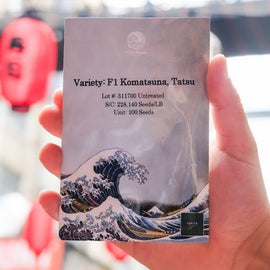 Variety: F1 Komatsuna, Tatsu
Lot #: 311700 Untreated
S/C: 228,140 Seeds/LB
Unit: 100 Seeds